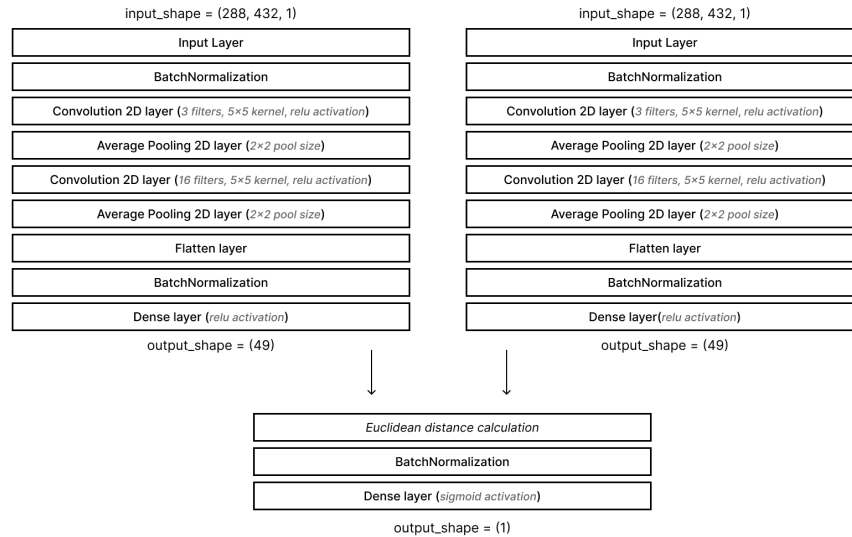 input_shape = (288, 432, 1)
Input Layer
BatchNormalization
Convolution 2D layer (3 filters, 5×5 kernel, relu activation)
Average Pooling 2D layer (2×2 pool size)
Convolution 2D layer (16 filters, 5×5 kernel, relu activation)
Average Pooling 2D layer (2×2 pool size)
Flatten layer
BatchNormalization
Dense layer (relu activation)
output_shape = (49)
input_shape = (288, 432, 1)
Input Layer
BatchNormalization
Convolution 2D layer (3 filters, 5×5 kernel, relu activation)
Average Pooling 2D layer (2×2 pool size)
Convolution 2D layer (16 filters, 5×5 kernel, relu activation)
Average Pooling 2D layer (2×2 pool size)
Flatten layer
BatchNormalization
Dense layer(relu activation)
output_shape = (49)
Euclidean distance calculation
BatchNormalization
Dense layer (sigmoid activation)
output_shape = (1)